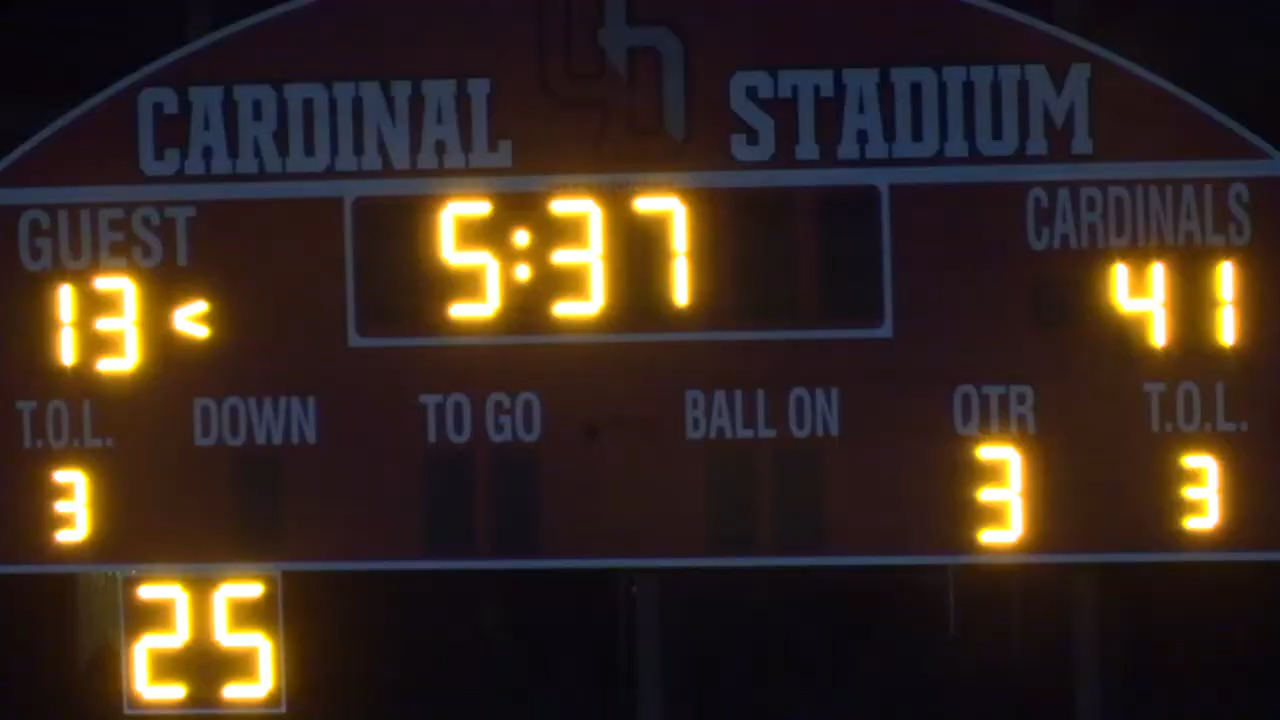 CARDINAL STADIUM
GUEST 5:37 CARDINALS
13 < 41
T.O.L. DOWN TO GO BALL ON QTR T.O.L.
3 3 3
25